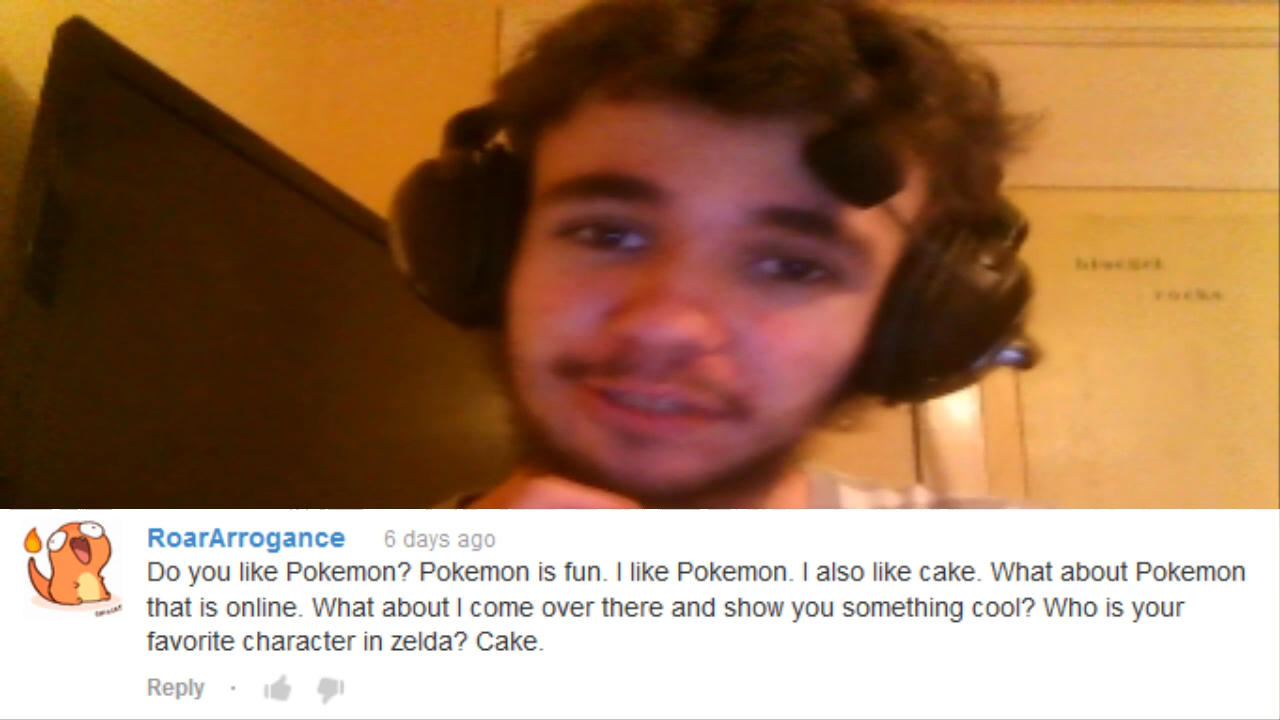 rocks
RoarArrogance 6 days ago
Do you like Pokemon? Pokemon is fun. I like Pokemon. I also like cake. What about Pokemon
that is online. What about I come over there and show you something cool? Who is your
favorite character in zelda? Cake.
Reply ·